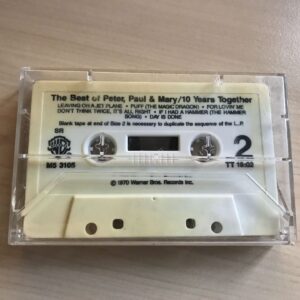 The Best of Peter, Paul & Mary/10 Years Together
LEAVING ON A JET PLANE • PUFF (THE MAGIC DRAGON) • FOR LOVIN' ME
DON'T THINK TWICE, IT'S ALL RIGHT • IF I HAD A HAMMER (THE HAMMER
SONG) • DAY IS DONE
Blank tape at end of Side 2 is necessary to duplicate the sequence of the L.P.
SR
2
M5 3105
TT 19:02
© 1970 Warner Bros. Records Inc.